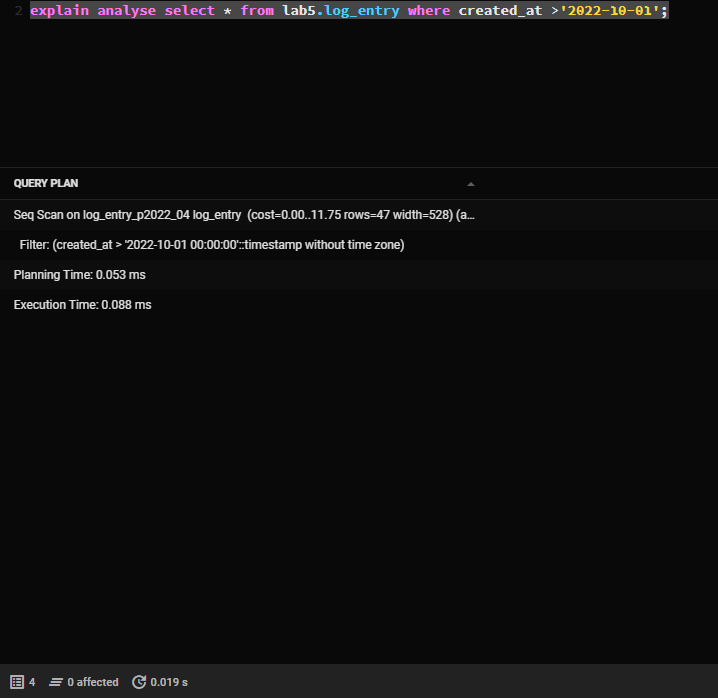 2 explain analyse select * from lab5.log_entry where created_at >'2022-10-01';
QUERY PLAN
Seq Scan on log_entry_p2022_04 log_entry (cost=0.00..11.75 rows=47 width=528) (a...
Filter: (created_at > '2022-10-01 00:00:00'::timestamp without time zone)
Planning Time: 0.053 ms
Execution Time: 0.088 ms
4 0 affected 0.019 s